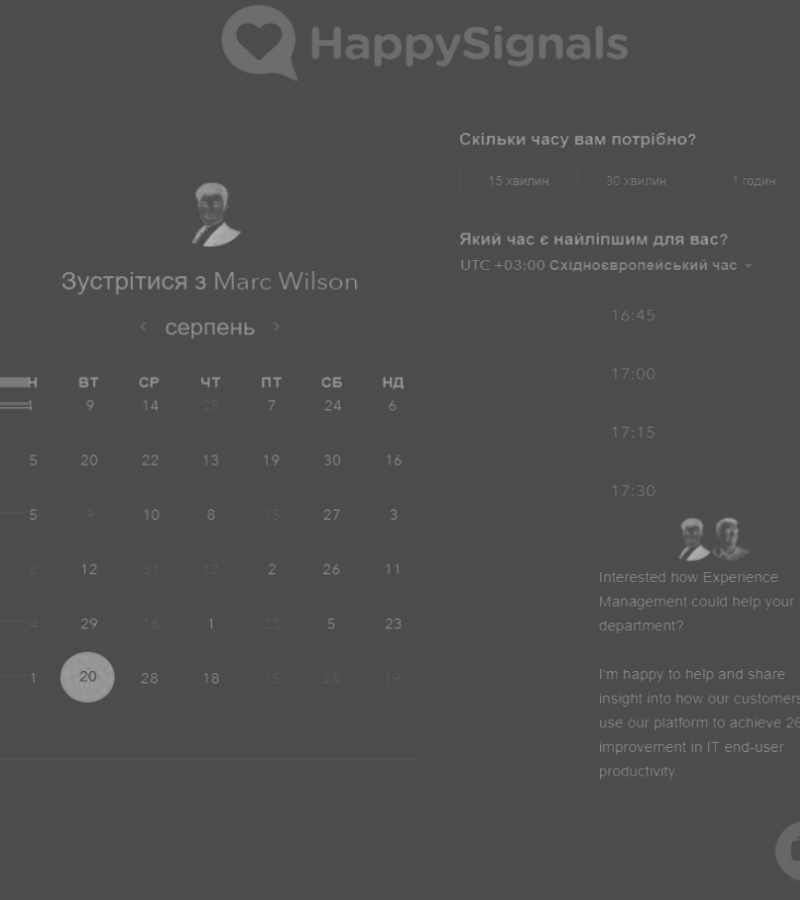 HappySignals
Зустрітися з Marc Wilson
серпень
Н ВТ СР ЧТ ПТ СБ НД
9 14 25 7 24 6
5 20 22 13 19 30 16
5 9 10 8 15 27 3
2 12 31 12 2 26 11
4 29 16 1 23 5 23
1 20 28 18 15 28 19
Скільки часу вам потрібно?
15 хвилин 30 хвилин 1 годин
Який час є найліпшим для вас?
UTC +03:00 Східноєвропейський час
16:45
17:00
17:15
17:30
Interested how Experience
Management could help your
department?
I'm happy to help and share
insight into how our customers
use our platform to achieve 26
improvement in IT end-user
productivity